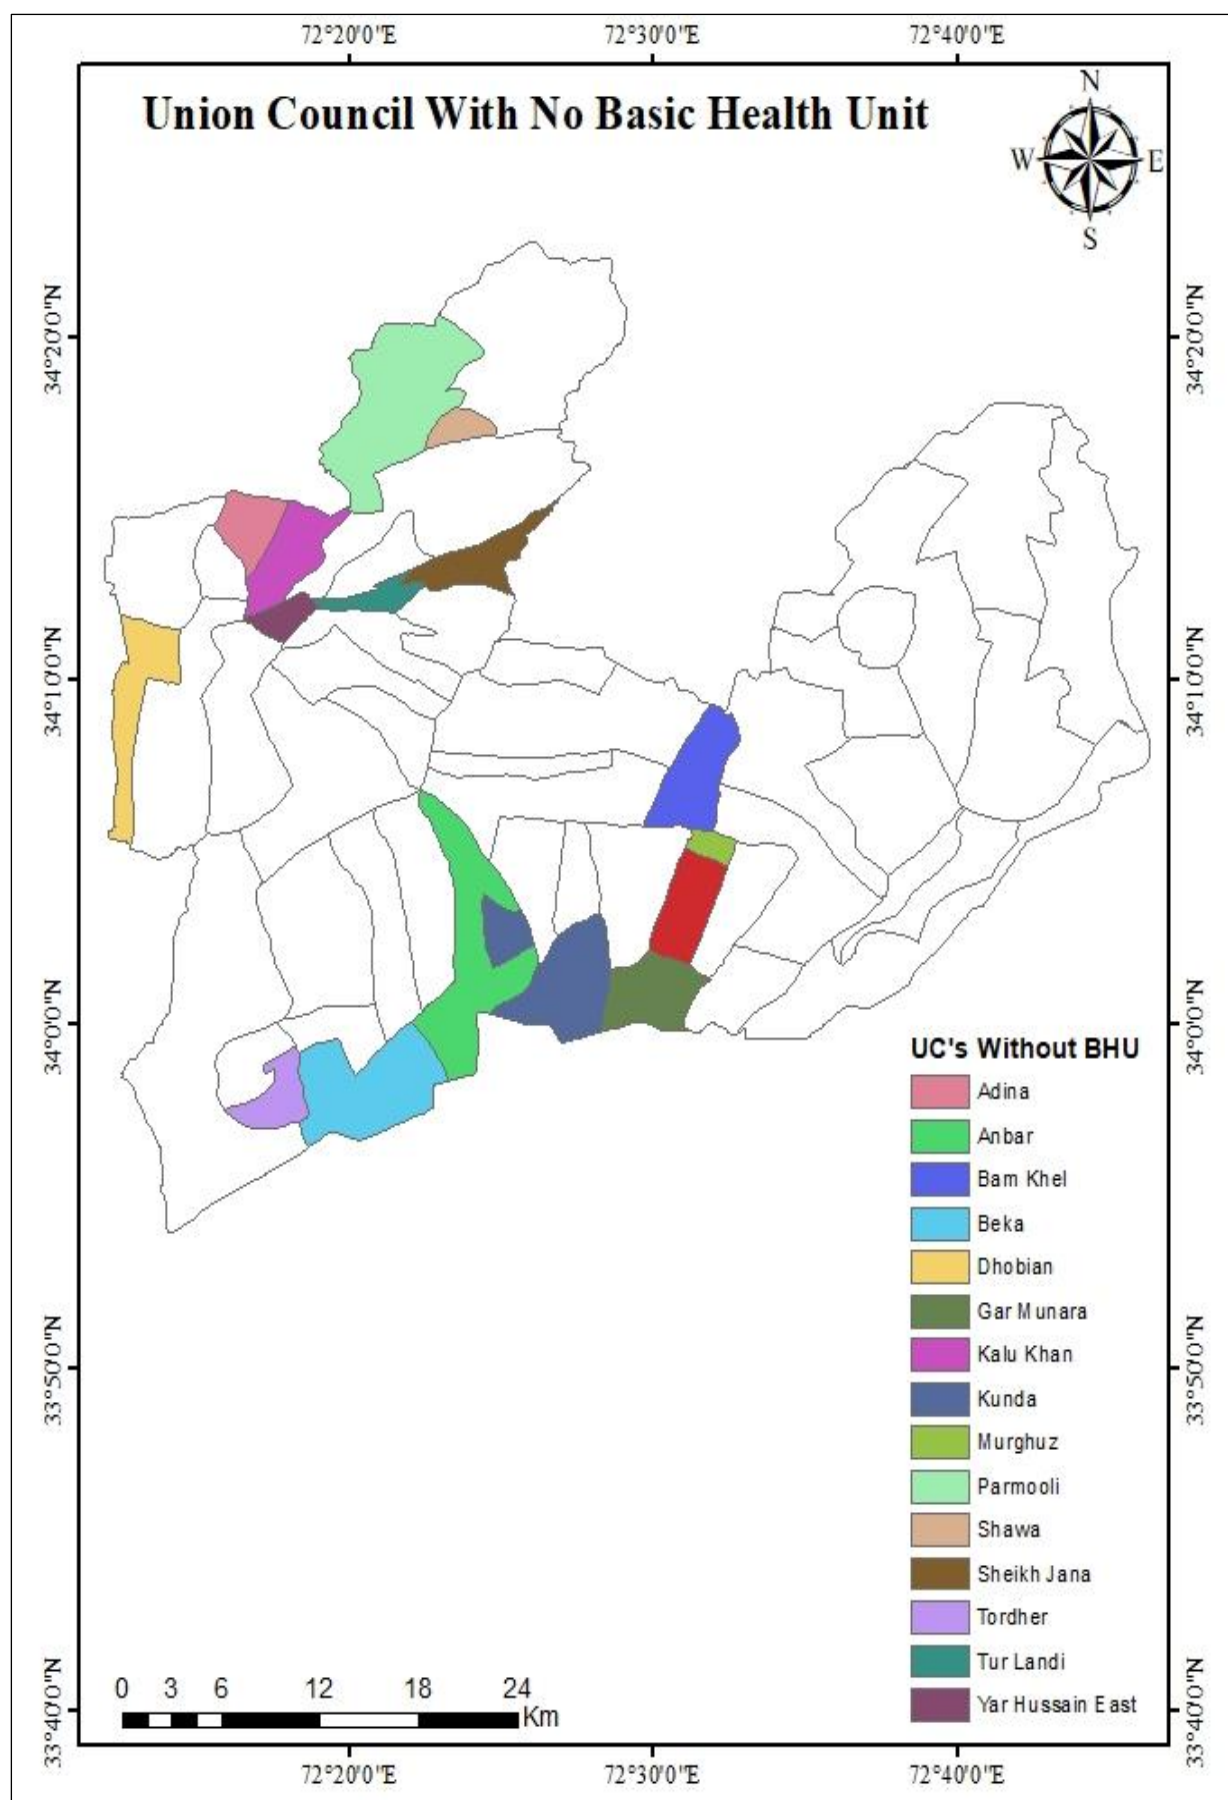 72°20'0"E 72°30'0"E 72°40'0"E
Union Council With No Basic Health Unit
N
W E
S
34°20'0"N 34°20'0"N
34°10'0"N 34°10'0"N
34°0'0"N 34°0'0"N
UC's Without BHU
Adina
Anbar
Bam Khel
Beka
Dhobian
Gar Munara
33°50'0"N 33°50'0"N
Kalu Khan
Kunda
Murghuz
Parmooli
Shawa
Sheikh Jana
Tordher
Tur Landi
Yar Hussain East
0 3 6 12 18 24
Km
33°40'0"N 33°40'0"N
72°20'0"E 72°30'0"E 72°40'0"E